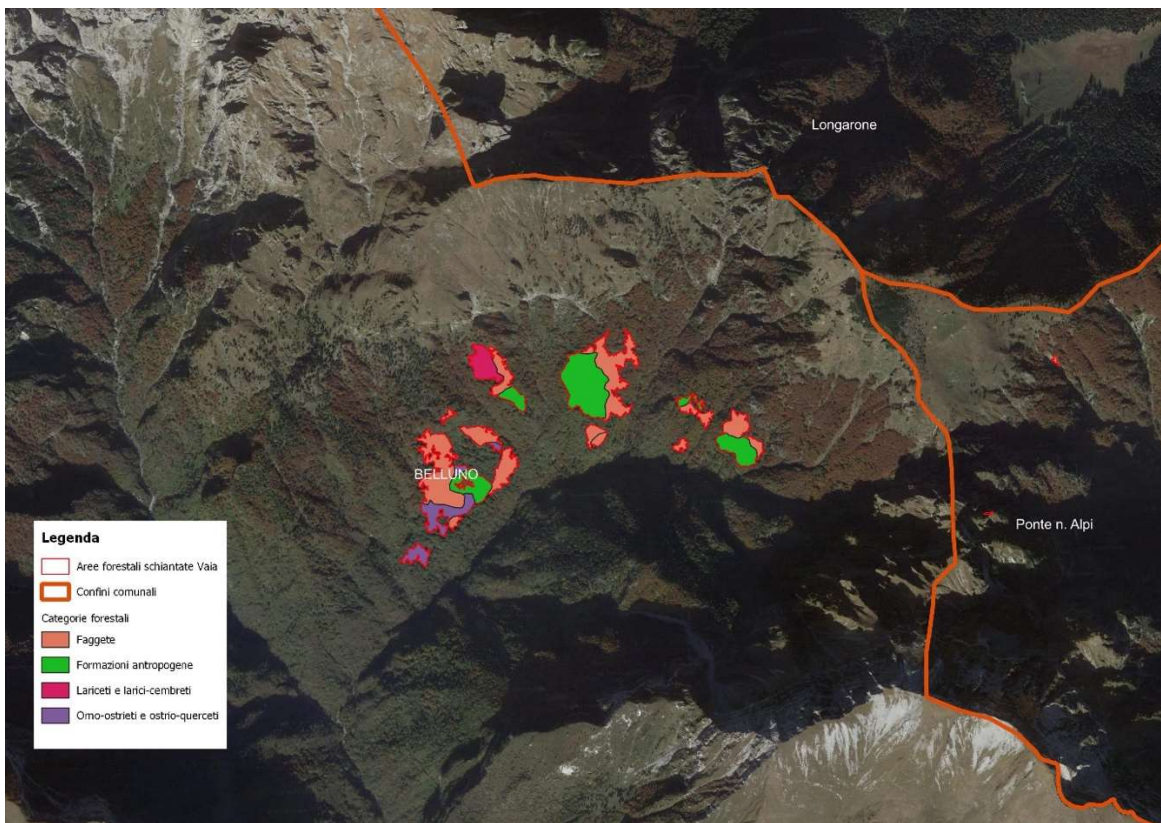 Longarone
BELLUNO
Ponte n. Alpi
Legenda
Aree forestali schiantate Vaia
Confini comunali
Categorie forestali
Faggete
Formazioni antropogene
Lariceti e larici-cembreti
Orno-ostrieti e ostrio-querceti